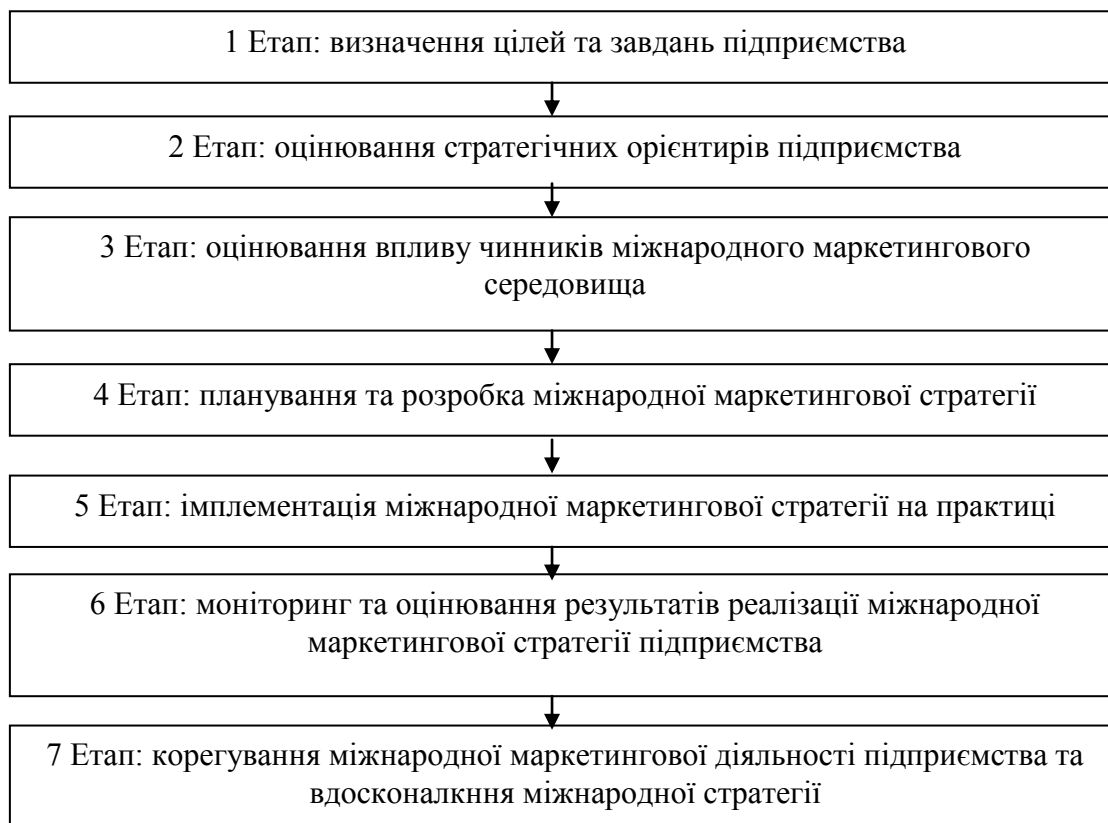 1 Етап: визначення цілей та завдань підприємства
2 Етап: оцінювання стратегічних орієнтирів підприємства
3 Етап: оцінювання впливу чинників міжнародного маркетингового
середовища
4 Етап: планування та розробка міжнародної маркетингової стратегії
5 Етап: імплементація міжнародної маркетингової стратегії на практиці
6 Етап: моніторинг та оцінювання результатів реалізації міжнародної
маркетингової стратегії підприємства
7 Етап: корегування міжнародної маркетингової діяльності підприємства та
вдосконалкння міжнародної стратегії